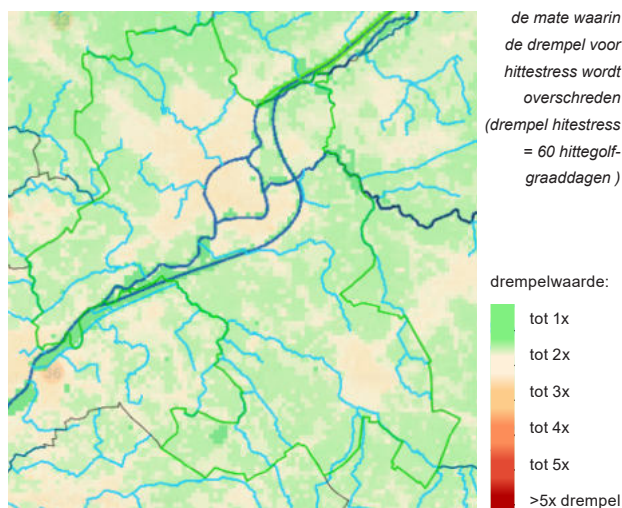 de mate waarin
de drempel voor
hittestress wordt
overschreden
(drempel hitestress
= 60 hittegolf-
graaddagen )
drempelwaarde:
tot 1x
tot 2x
tot 3x
tot 4x
tot 5x
>5x drempel